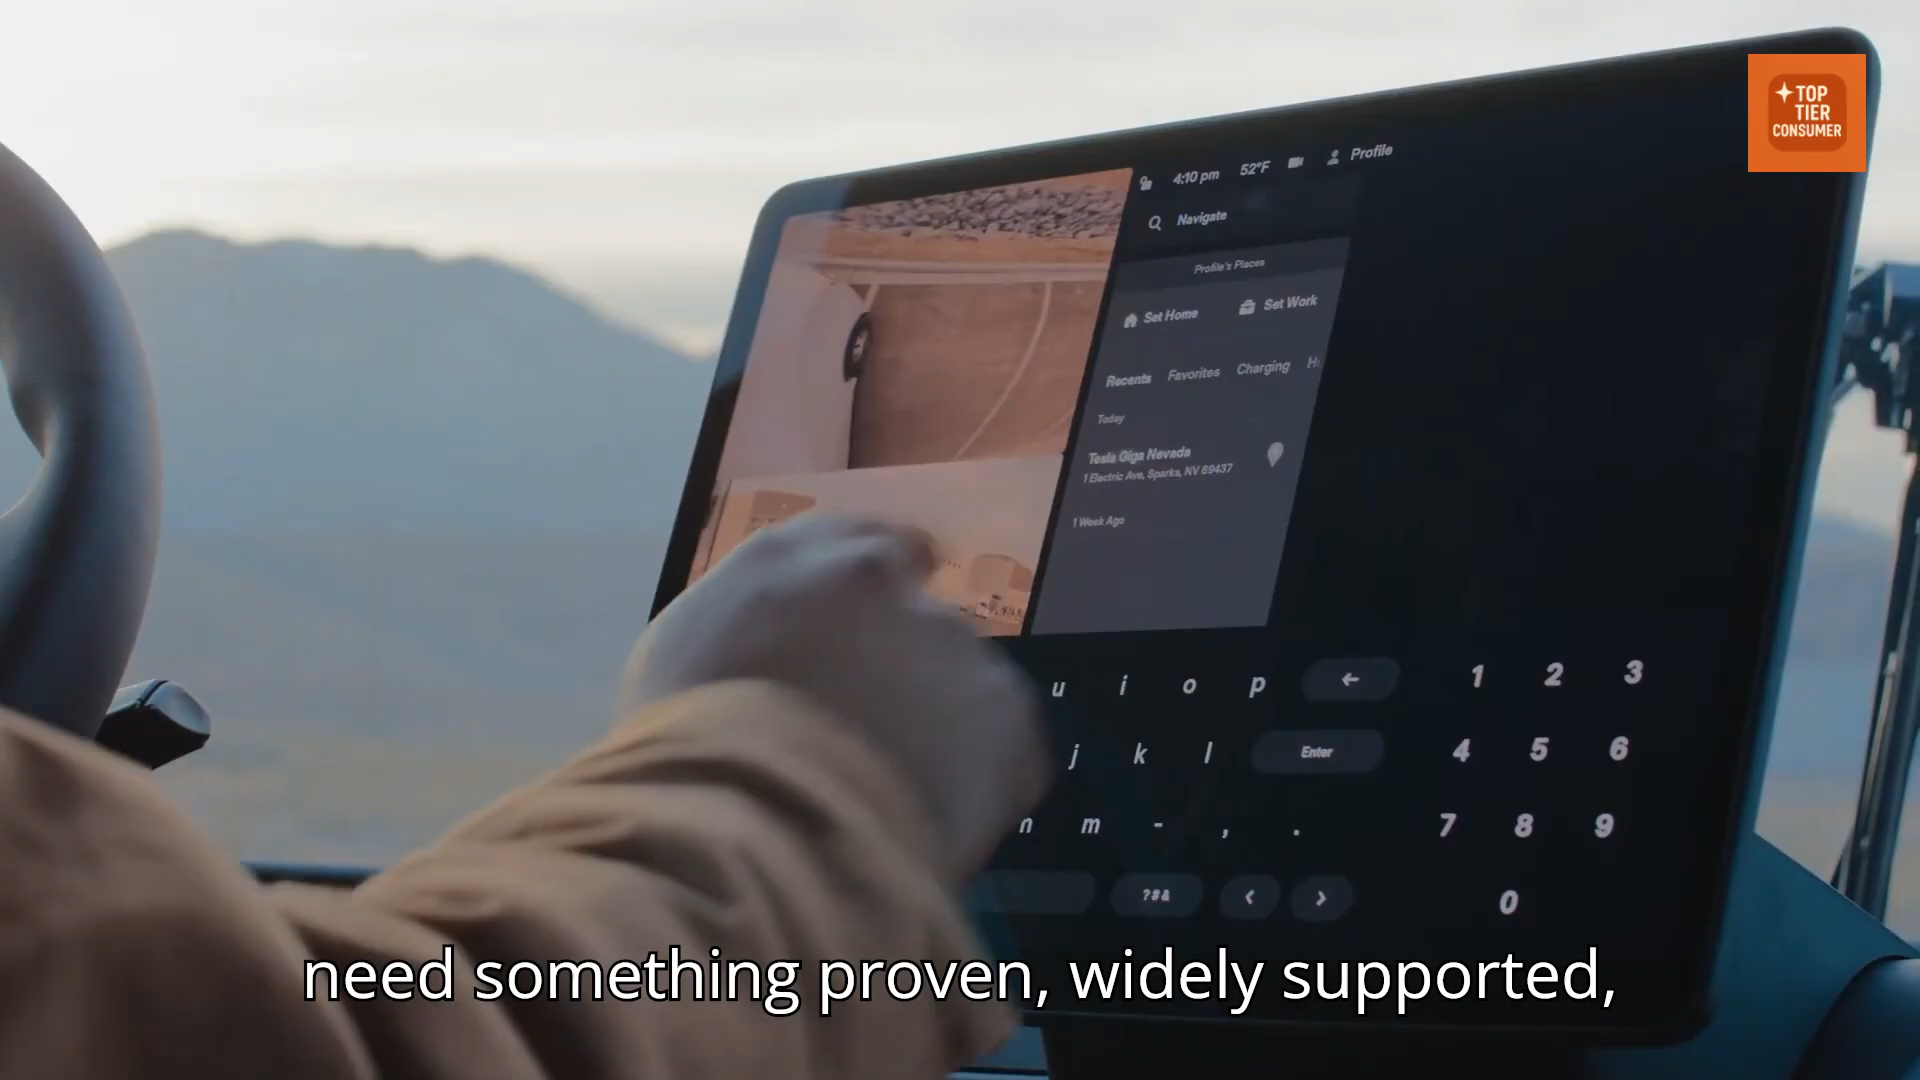 TOP
TIER
CONSUMER
4:10 pm 52°F Profile
Navigate
Profile's Places
Set Home Set Work
Recents Favorites Charging
Today
Tesla Giga Nevada
1 Electric Ave, Sparks, NV 89437
1 Week Ago
u i o p 1 2 3
j k l Enter 4 5 6
n m - , . 7 8 9
?#& < > 0
need something proven, widely supported,